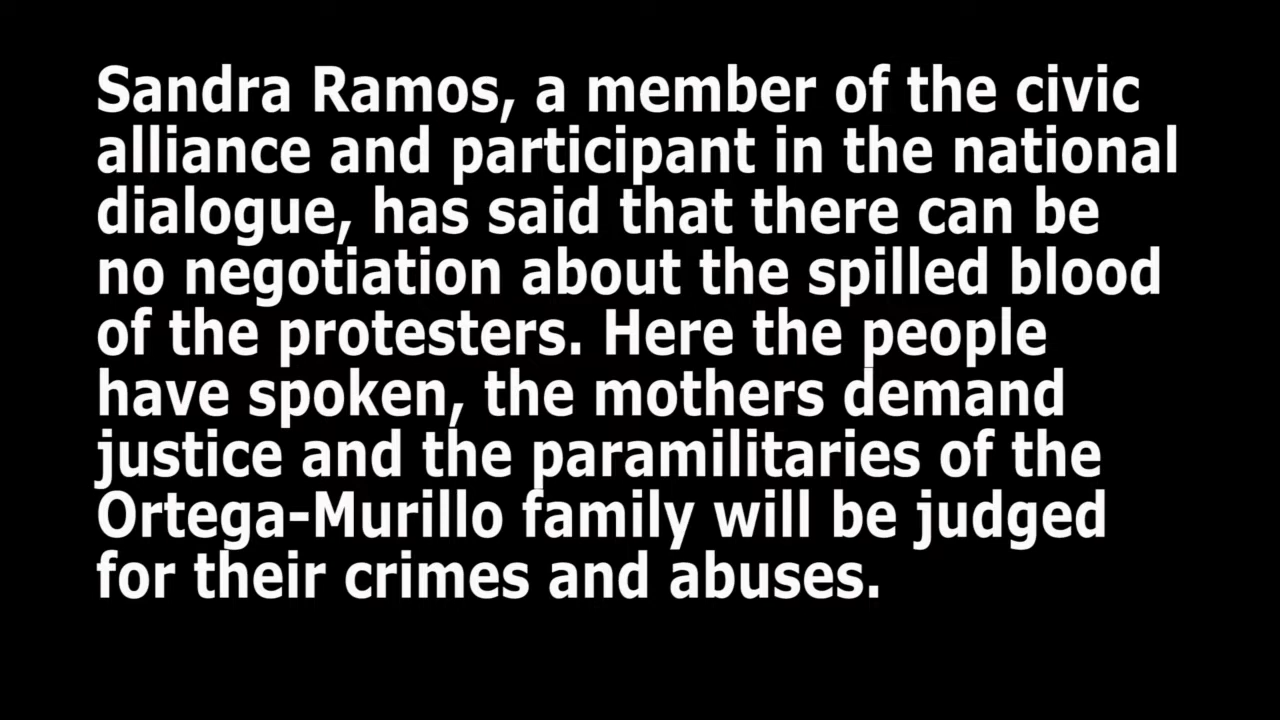 Sandra Ramos, a member of the civic
alliance and participant in the national
dialogue, has said that there can be
no negotiation about the spilled blood
of the protesters. Here the people
have spoken, the mothers demand
justice and the paramilitaries of the
Ortega-Murillo family will be judged
for their crimes and abuses.